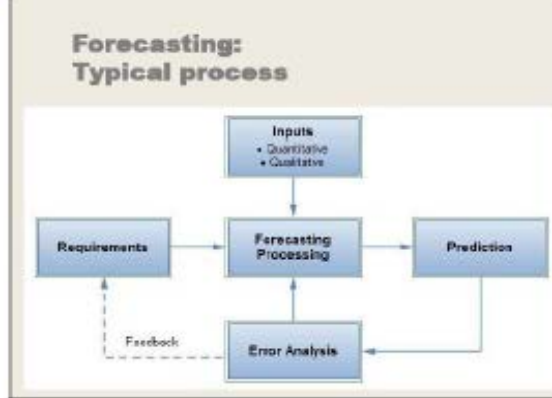 Forecasting:
Typical process
Inputs
• Quantitative
• Qualitative
Requirements
Forecasting
Processing
Prediction
Feedback
Error Analysis